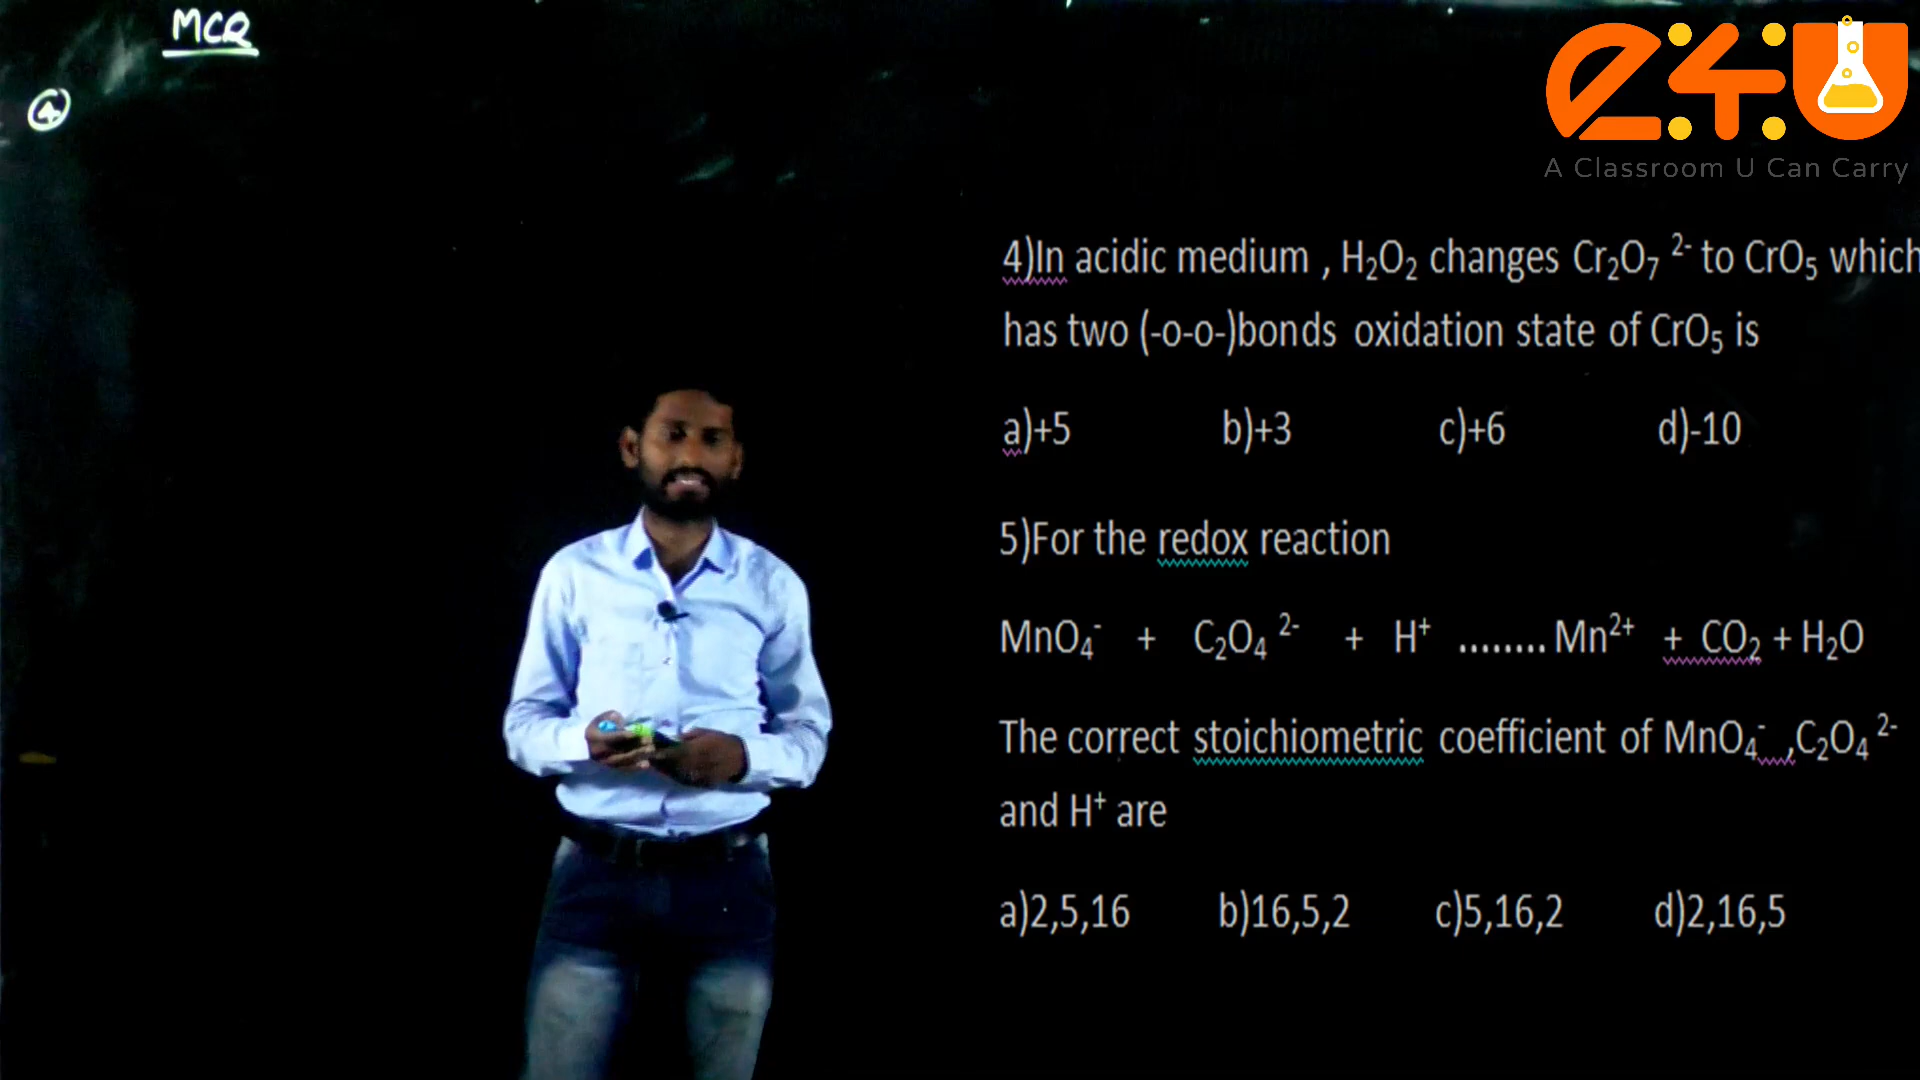 MCQ
4
e4U
A Classroom U Can Carry
4)In acidic medium , H₂O₂ changes Cr₂O₇ ²⁻ to CrO₅ which
has two (-o-o-)bonds oxidation state of CrO₅ is
a)+5 b)+3 c)+6 d)-10
5)For the redox reaction
MnO₄⁻ + C₂O₄ ²⁻ + H⁺ ........ Mn²⁺ + CO₂ + H₂O
The correct stoichiometric coefficient of MnO₄⁻ ,C₂O₄ ²⁻
and H⁺ are
a)2,5,16 b)16,5,2 c)5,16,2 d)2,16,5